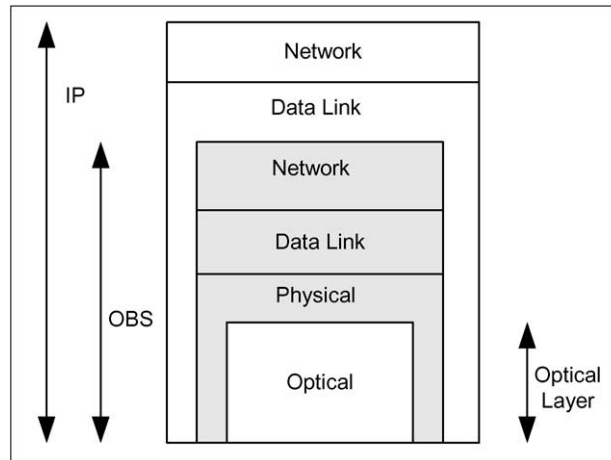 Network
IP
Data Link
Network
Data Link
Physical
OBS
Optical
Optical
Layer